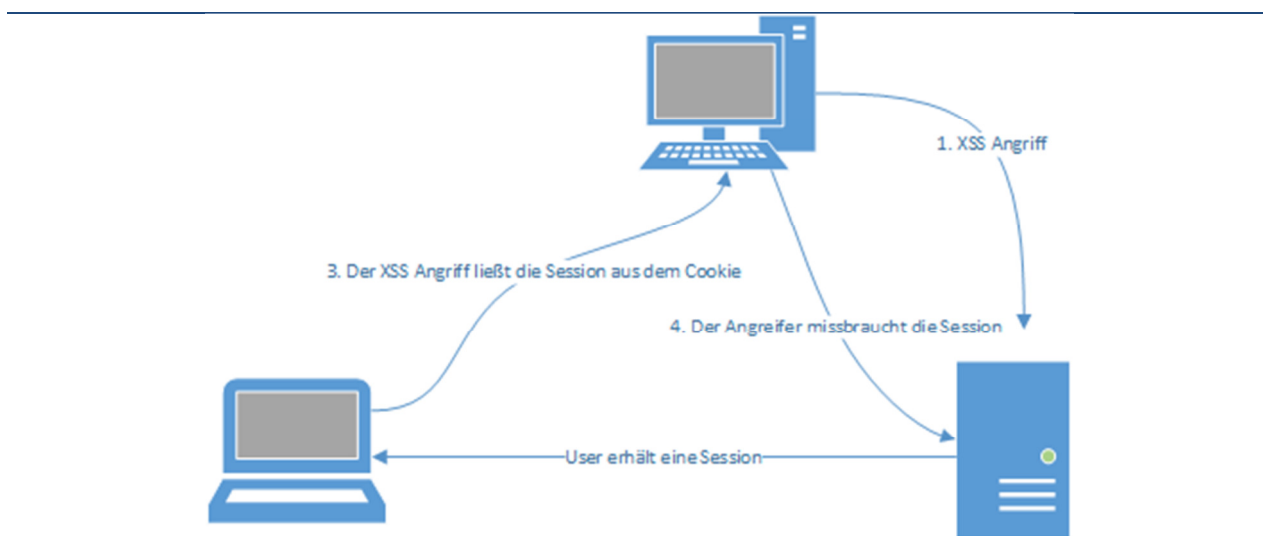 1. XSS Angriff
3. Der XSS Angriff ließt die Session aus dem Cookie
4. Der Angreifer missbraucht die Session
User erhält eine Session